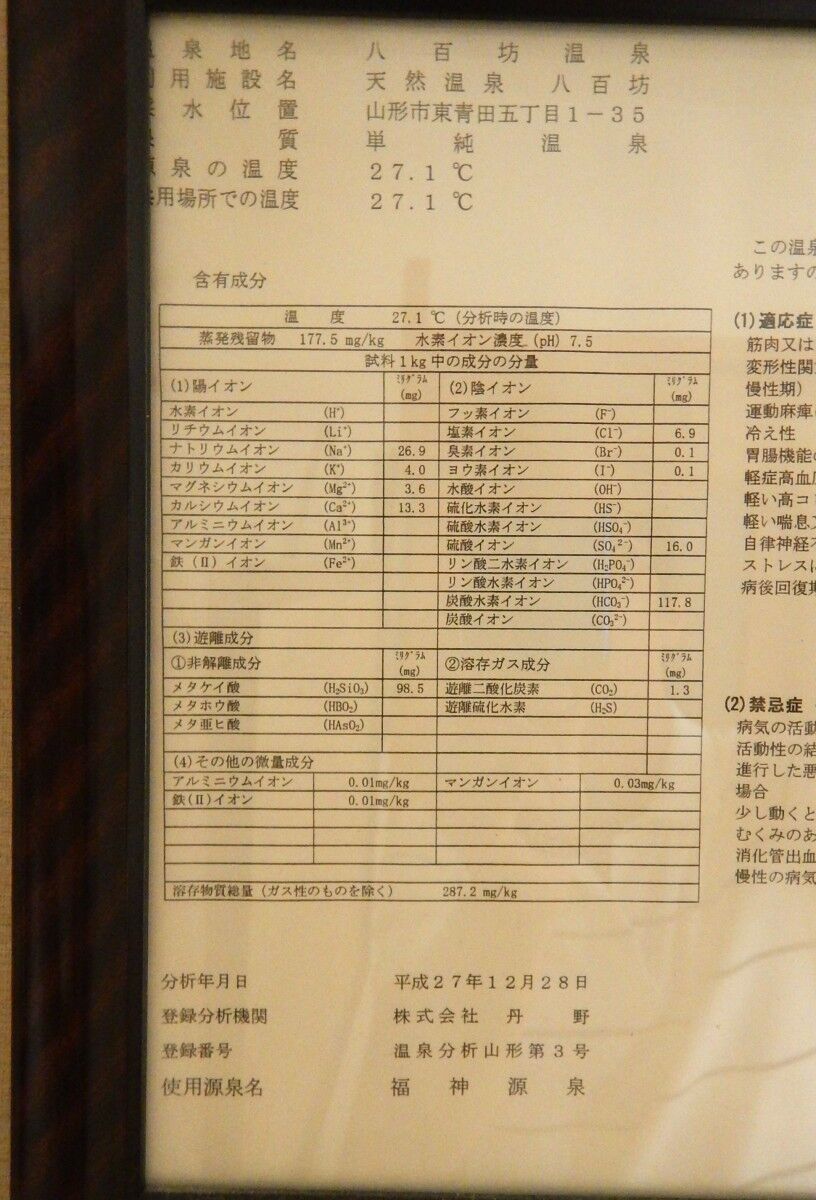 泉地名 八百坊温泉
用施設名 天然温泉 八百坊
水位置 山形市東青田五丁目1-35
質 単純温泉
源泉の温度 27.1 ℃
用場所での温度 27.1 ℃
含有成分
温度 27.1 ℃ (分析時の温度)
蒸発残留物 177.5 mg/kg 水素イオン濃度 (pH) 7.5
試料1kg中の成分の分量
(1)陽イオン ミリグラム (mg) (2)陰イオン ミリグラム (mg)
水素イオン (H⁺) フッ素イオン (F⁻)
リチウムイオン (Li⁺) 塩素イオン (Cl⁻) 6.9
ナトリウムイオン (Na⁺) 26.9 臭素イオン (Br⁻) 0.1
カリウムイオン (K⁺) 4.0 ヨウ素イオン (I⁻) 0.1
マグネシウムイオン (Mg²⁺) 3.6 水酸イオン (OH⁻)
カルシウムイオン (Ca²⁺) 13.3 硫化水素イオン (HS⁻)
アルミニウムイオン (Al³⁺) 硫酸水素イオン (HSO₄⁻)
マンガンイオン (Mn²⁺) 硫酸イオン (SO₄²⁻) 16.0
鉄(Ⅱ)イオン (Fe²⁺) リン酸二水素イオン (H₂PO₄⁻)
リン酸水素イオン (HPO₄²⁻)
炭酸水素イオン (HCO₃⁻) 117.8
炭酸イオン (CO₃²⁻)
(3)遊離成分
①非解離成分 ミリグラム (mg) ②溶存ガス成分 ミリグラム (mg)
メタケイ酸 (H₂SiO₃) 98.5 遊離二酸化炭素 (CO₂) 1.3
メタホウ酸 (HBO₂) 遊離硫化水素 (H₂S)
メタ亜ヒ酸 (HAsO₂)
(4)その他の微量成分
アルミニウムイオン 0.01mg/kg マンガンイオン 0.03mg/kg
鉄(Ⅱ)イオン 0.01mg/kg
溶存物質総量(ガス性のものを除く) 287.2 mg/kg
分析年月日 平成27年12月28日
登録分析機関 株式会社 丹野
登録番号 温泉分析山形第3号
使用源泉名 福神源泉
この温泉
ありますの
(1)適応症
筋肉又は
変形性関
慢性期)
運動麻痺
冷え性
胃腸機能
軽症高血
軽い高コ
軽い喘息
自律神経
ストレスに
病後回復期
(2)禁忌症
病気の活動
活動性の結
進行した悪
場合
少し動くと
むくみのあ
消化管出血
慢性の病気